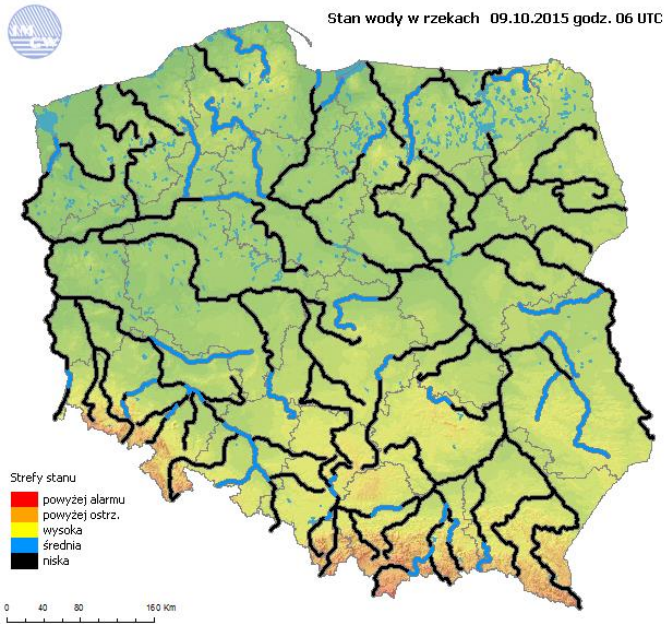 Stan wody w rzekach 09.10.2015 godz. 06 UTC
IMGW
Strefy stanu
powyżej alarmu
powyżej ostrz.
wysoka
średnia
niska
0 40 80 160 Km